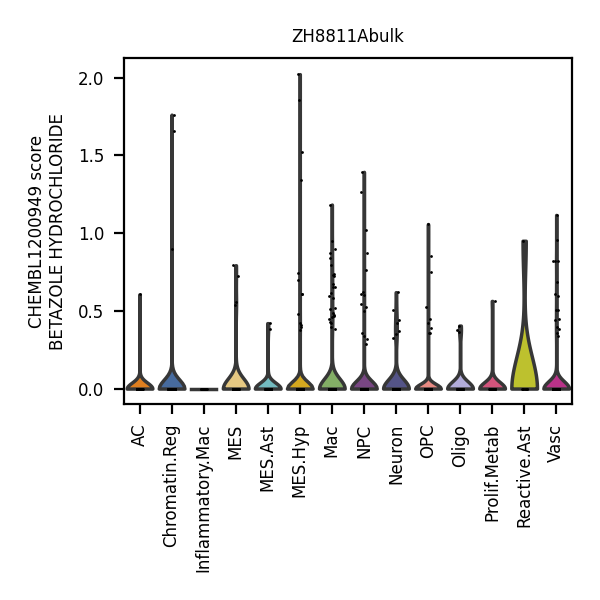 ZH8811Abulk
CHEMBL1200949 score
BETAZOLE HYDROCHLORIDE
2.0
1.5
1.0
0.5
0.0
AC
Chromatin.Reg
Inflammatory.Mac
MES
MES.Ast
MES.Hyp
Mac
NPC
Neuron
OPC
Oligo
Prolif.Metab
Reactive.Ast
Vasc